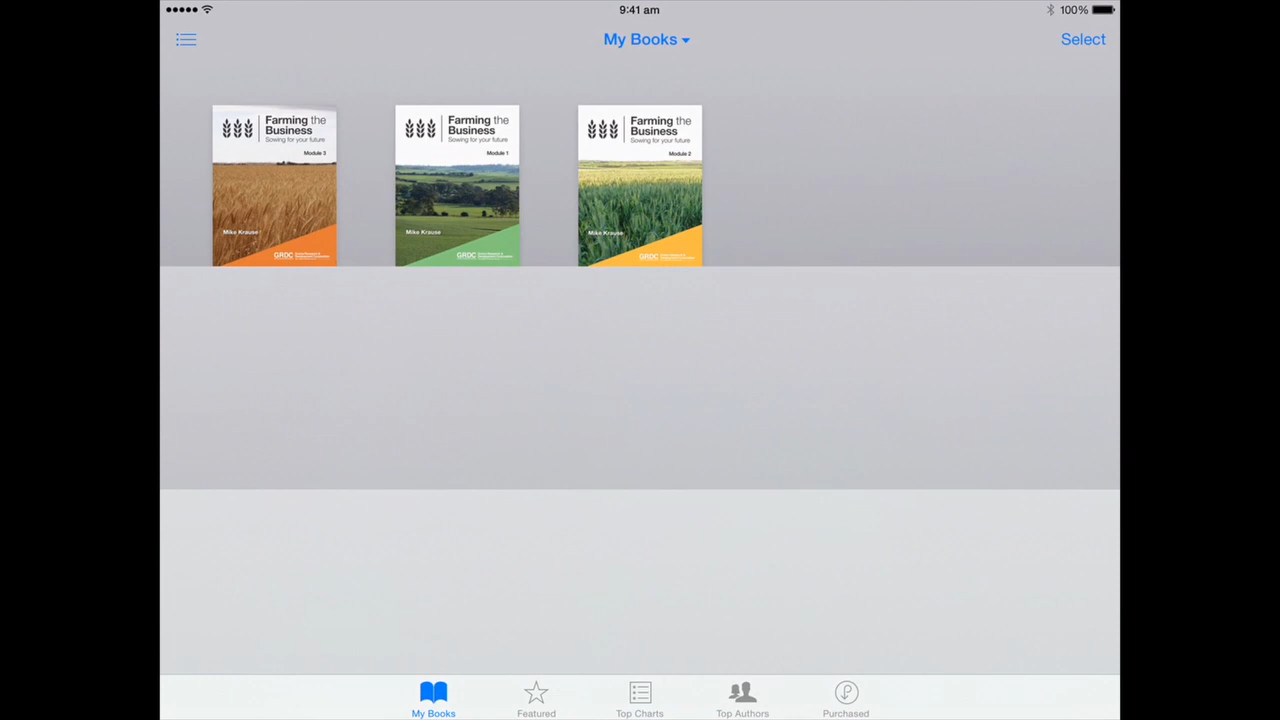 9:41 am
100%
My Books
Select
Farming the
Business
Sowing for your future
Module 3
Mike Krause
GRDC
Farming the
Business
Sowing for your future
Module 1
Mike Krause
GRDC
Farming the
Business
Sowing for your future
Module 2
Mike Krause
GRDC
My Books
Featured
Top Charts
Top Authors
Purchased